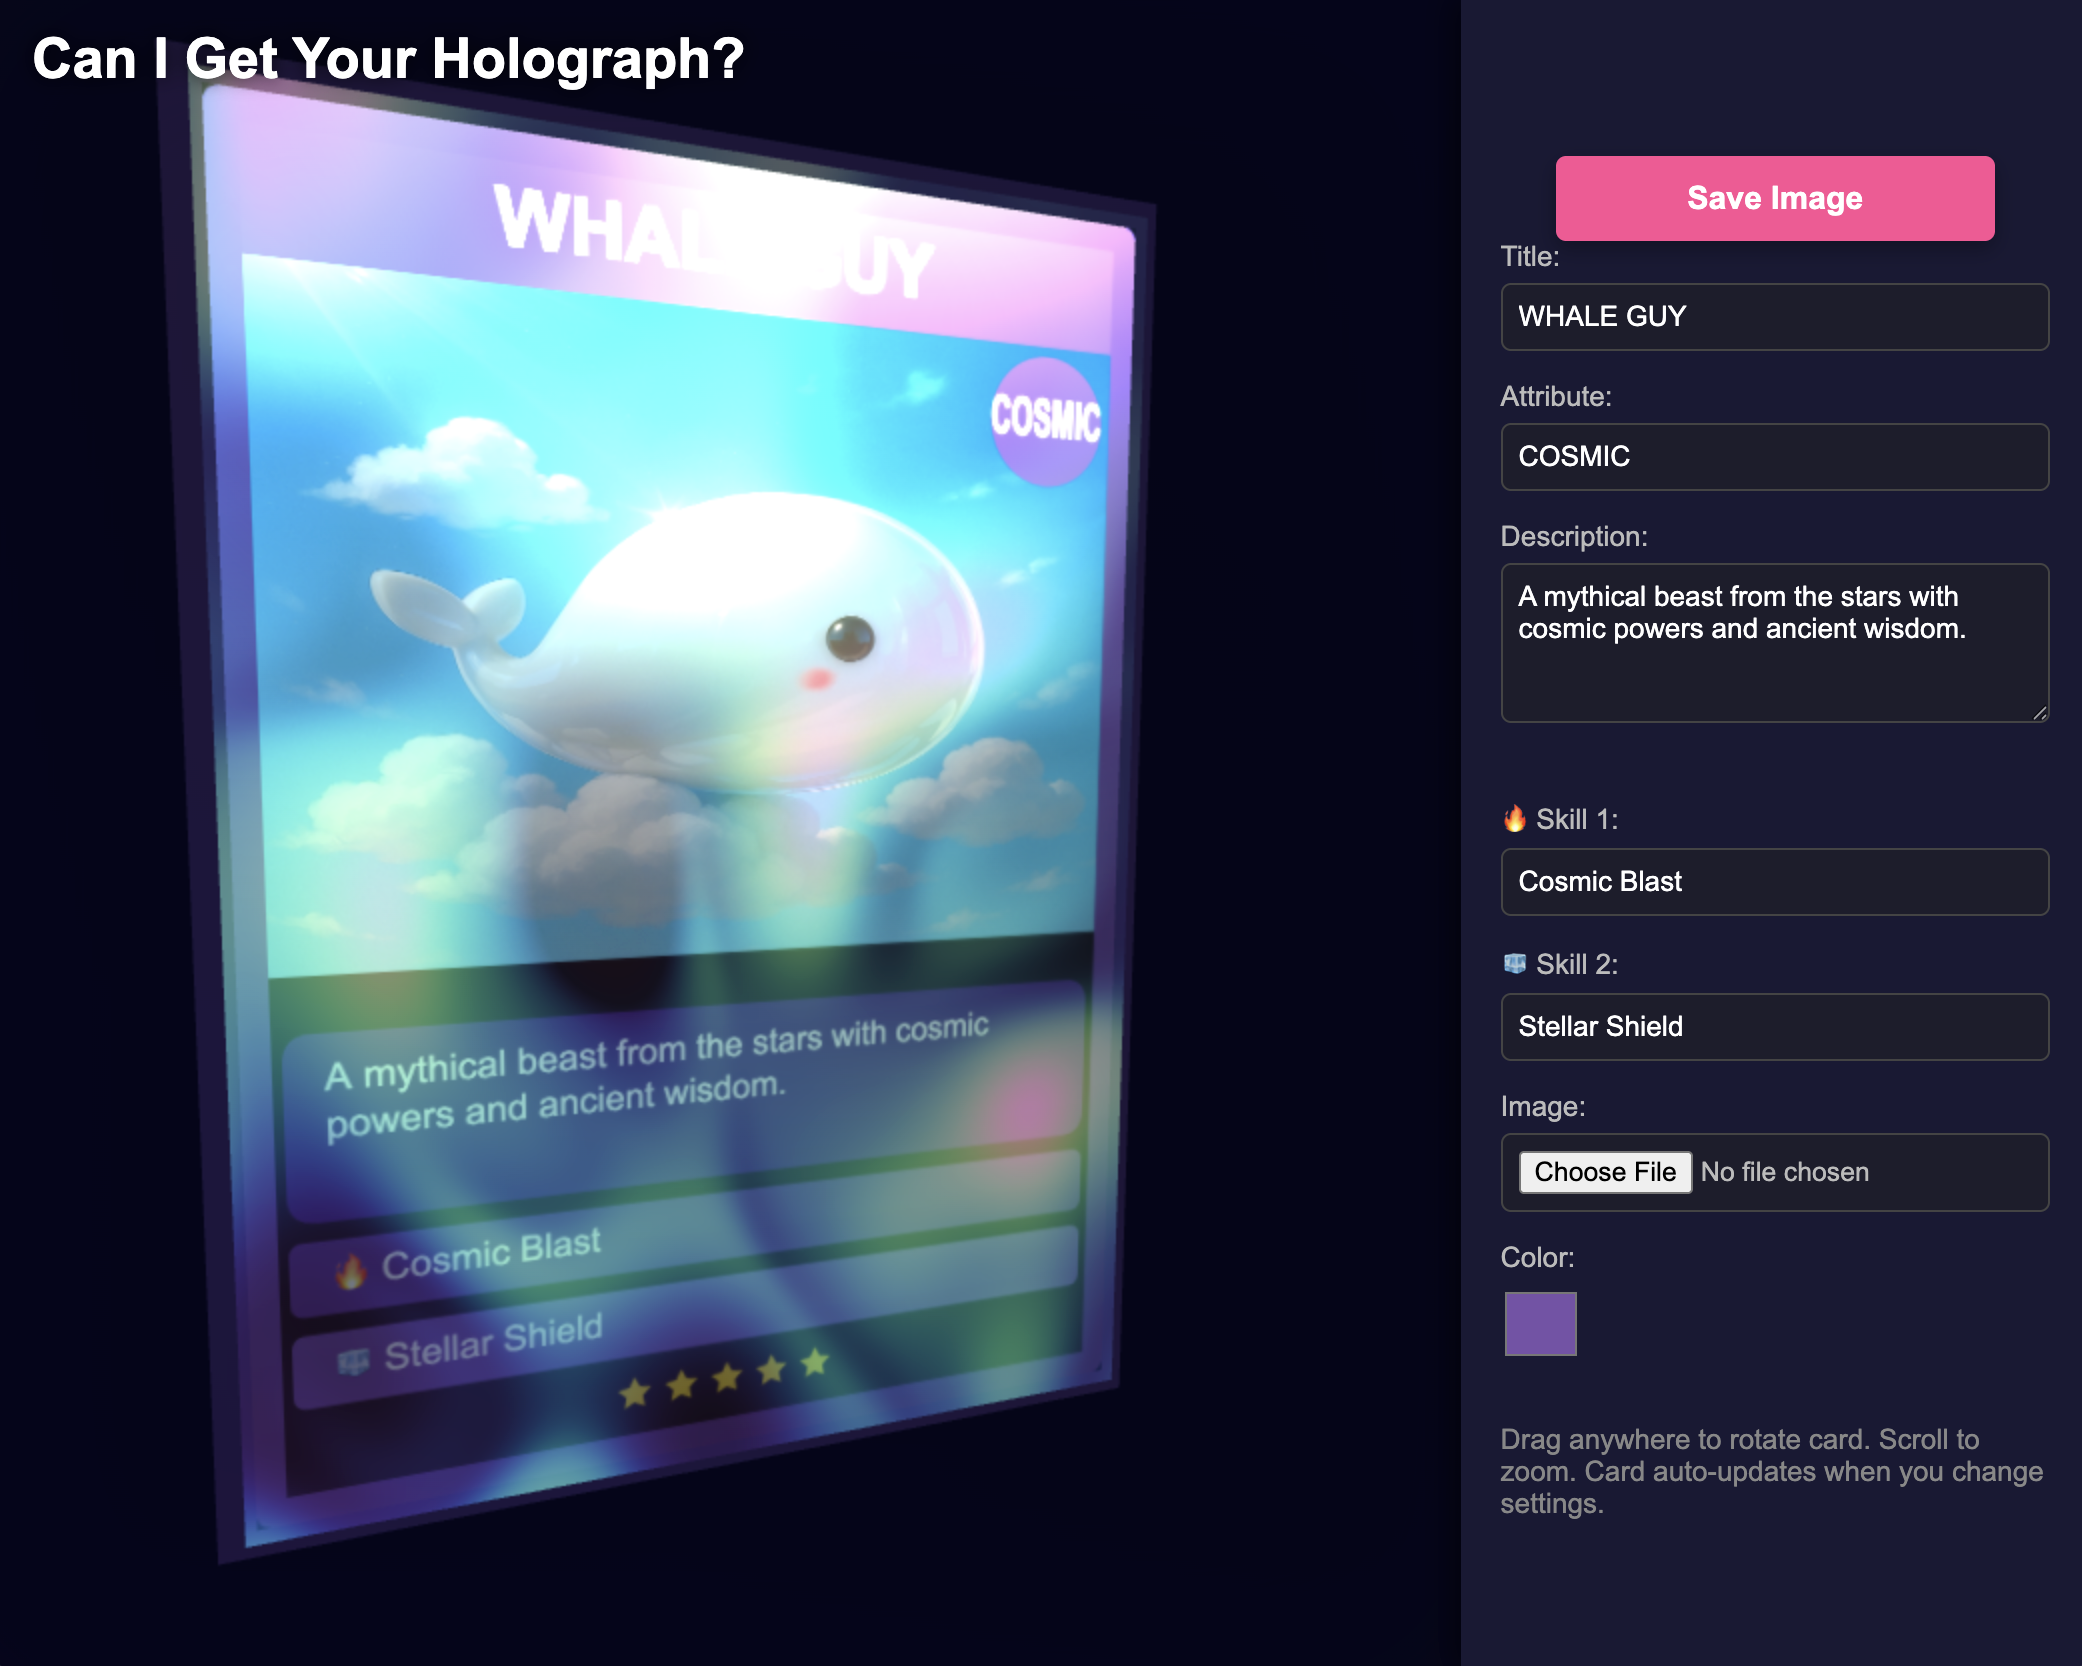 Can I Get Your Holograph?
WHALE GUY
COSMIC
A mythical beast from the stars with cosmic
powers and ancient wisdom.
🔥 Cosmic Blast
🧊 Stellar Shield
★ ★ ★ ★ ★
Save Image
Title:
WHALE GUY
Attribute:
COSMIC
Description:
A mythical beast from the stars with
cosmic powers and ancient wisdom.
🔥 Skill 1:
Cosmic Blast
🧊 Skill 2:
Stellar Shield
Image:
Choose File No file chosen
Color:
Drag anywhere to rotate card. Scroll to
zoom. Card auto-updates when you change
settings.